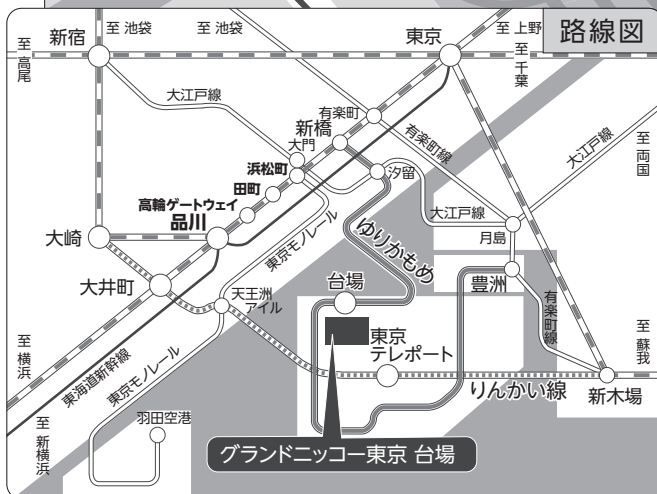 路線図
至 池袋
至 池袋
至 上野
新宿
東京
至 高尾
至 千葉
大江戸線
有楽町
新橋
大門
有楽町線
大江戸線
至 両国
浜松町
田町
汐留
高輪ゲートウェイ
品川
大江戸線
月島
大崎
東京モノレール
ゆりかもめ
豊洲
大井町
台場
天王洲
アイル
有楽町線
東京
テレポート
至 横浜
東海道新幹線
東京モノレール
至 蘇我
りんかい線
新木場
至 新横浜
羽田空港
グランドニッコー東京 台場